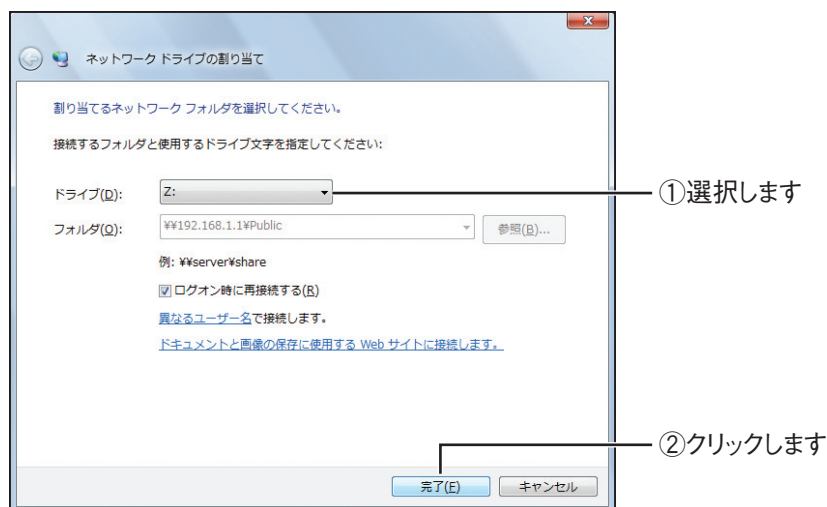 ネットワーク ドライブの割り当て
割り当てるネットワーク フォルダを選択してください。
接続するフォルダと使用するドライブ文字を指定してください:
ドライブ(D): Z: ①選択します
フォルダ(O): ¥¥192.168.1.1¥Public 参照(B)...
例: ¥¥server¥share
ログオン時に再接続する(R)
異なるユーザー名で接続します。
ドキュメントと画像の保存に使用する Web サイトに接続します。
②クリックします
完了(F) キャンセル